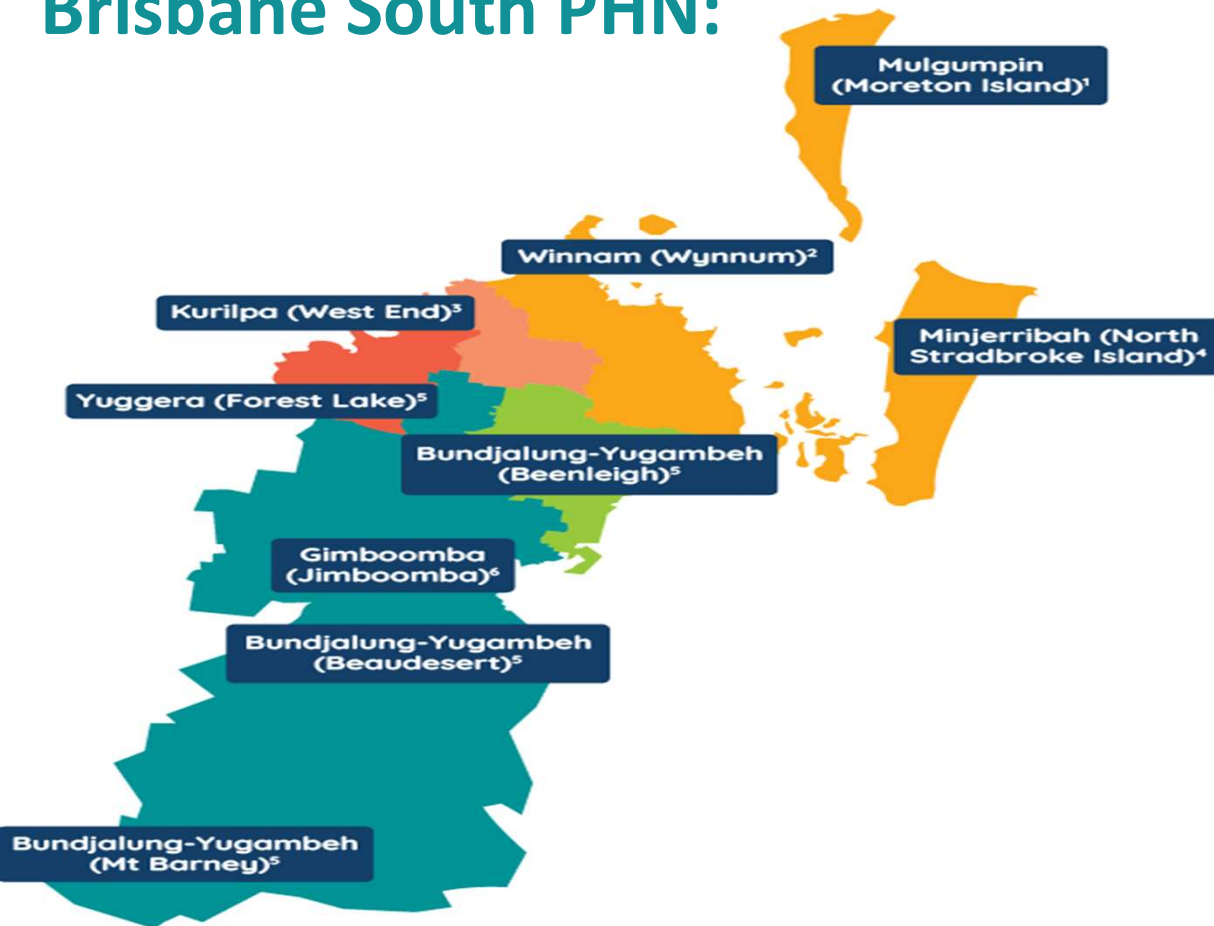 Brisbane South PHN:
Mulgumpin
(Moreton Island)¹
Winnam (Wynnum)²
Kurilpa (West End)³
Minjerribah (North
Stradbroke Island)⁴
Yuggera (Forest Lake)⁵
Bundjalung-Yugambeh
(Beenleigh)⁵
Gimboomba
(Jimboomba)⁶
Bundjalung-Yugambeh
(Beaudesert)⁵
Bundjalung-Yugambeh
(Mt Barney)⁵